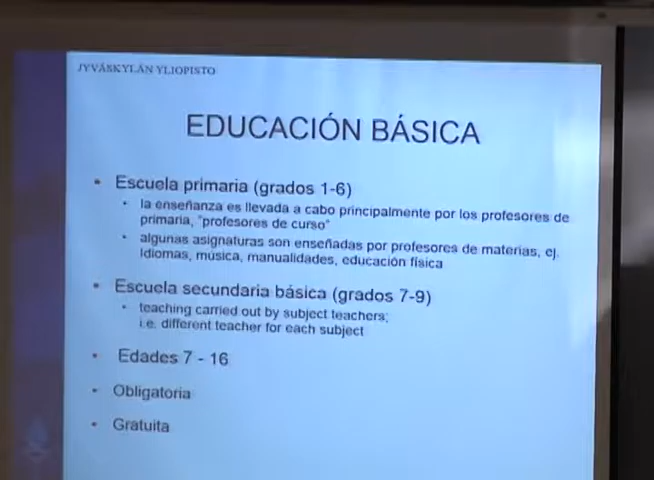 JYVÄSKYLÄN YLIOPISTO
EDUCACIÓN BÁSICA
• Escuela primaria (grados 1-6)
• la enseñanza es llevada a cabo principalmente por los profesores de
primaria, "profesores de curso"
• algunas asignaturas son enseñadas por profesores de materias, ej.
Idiomas, música, manualidades, educación física
• Escuela secundaria básica (grados 7-9)
• teaching carried out by subject teachers;
i.e. different teacher for each subject
• Edades 7 - 16
• Obligatoria
• Gratuita